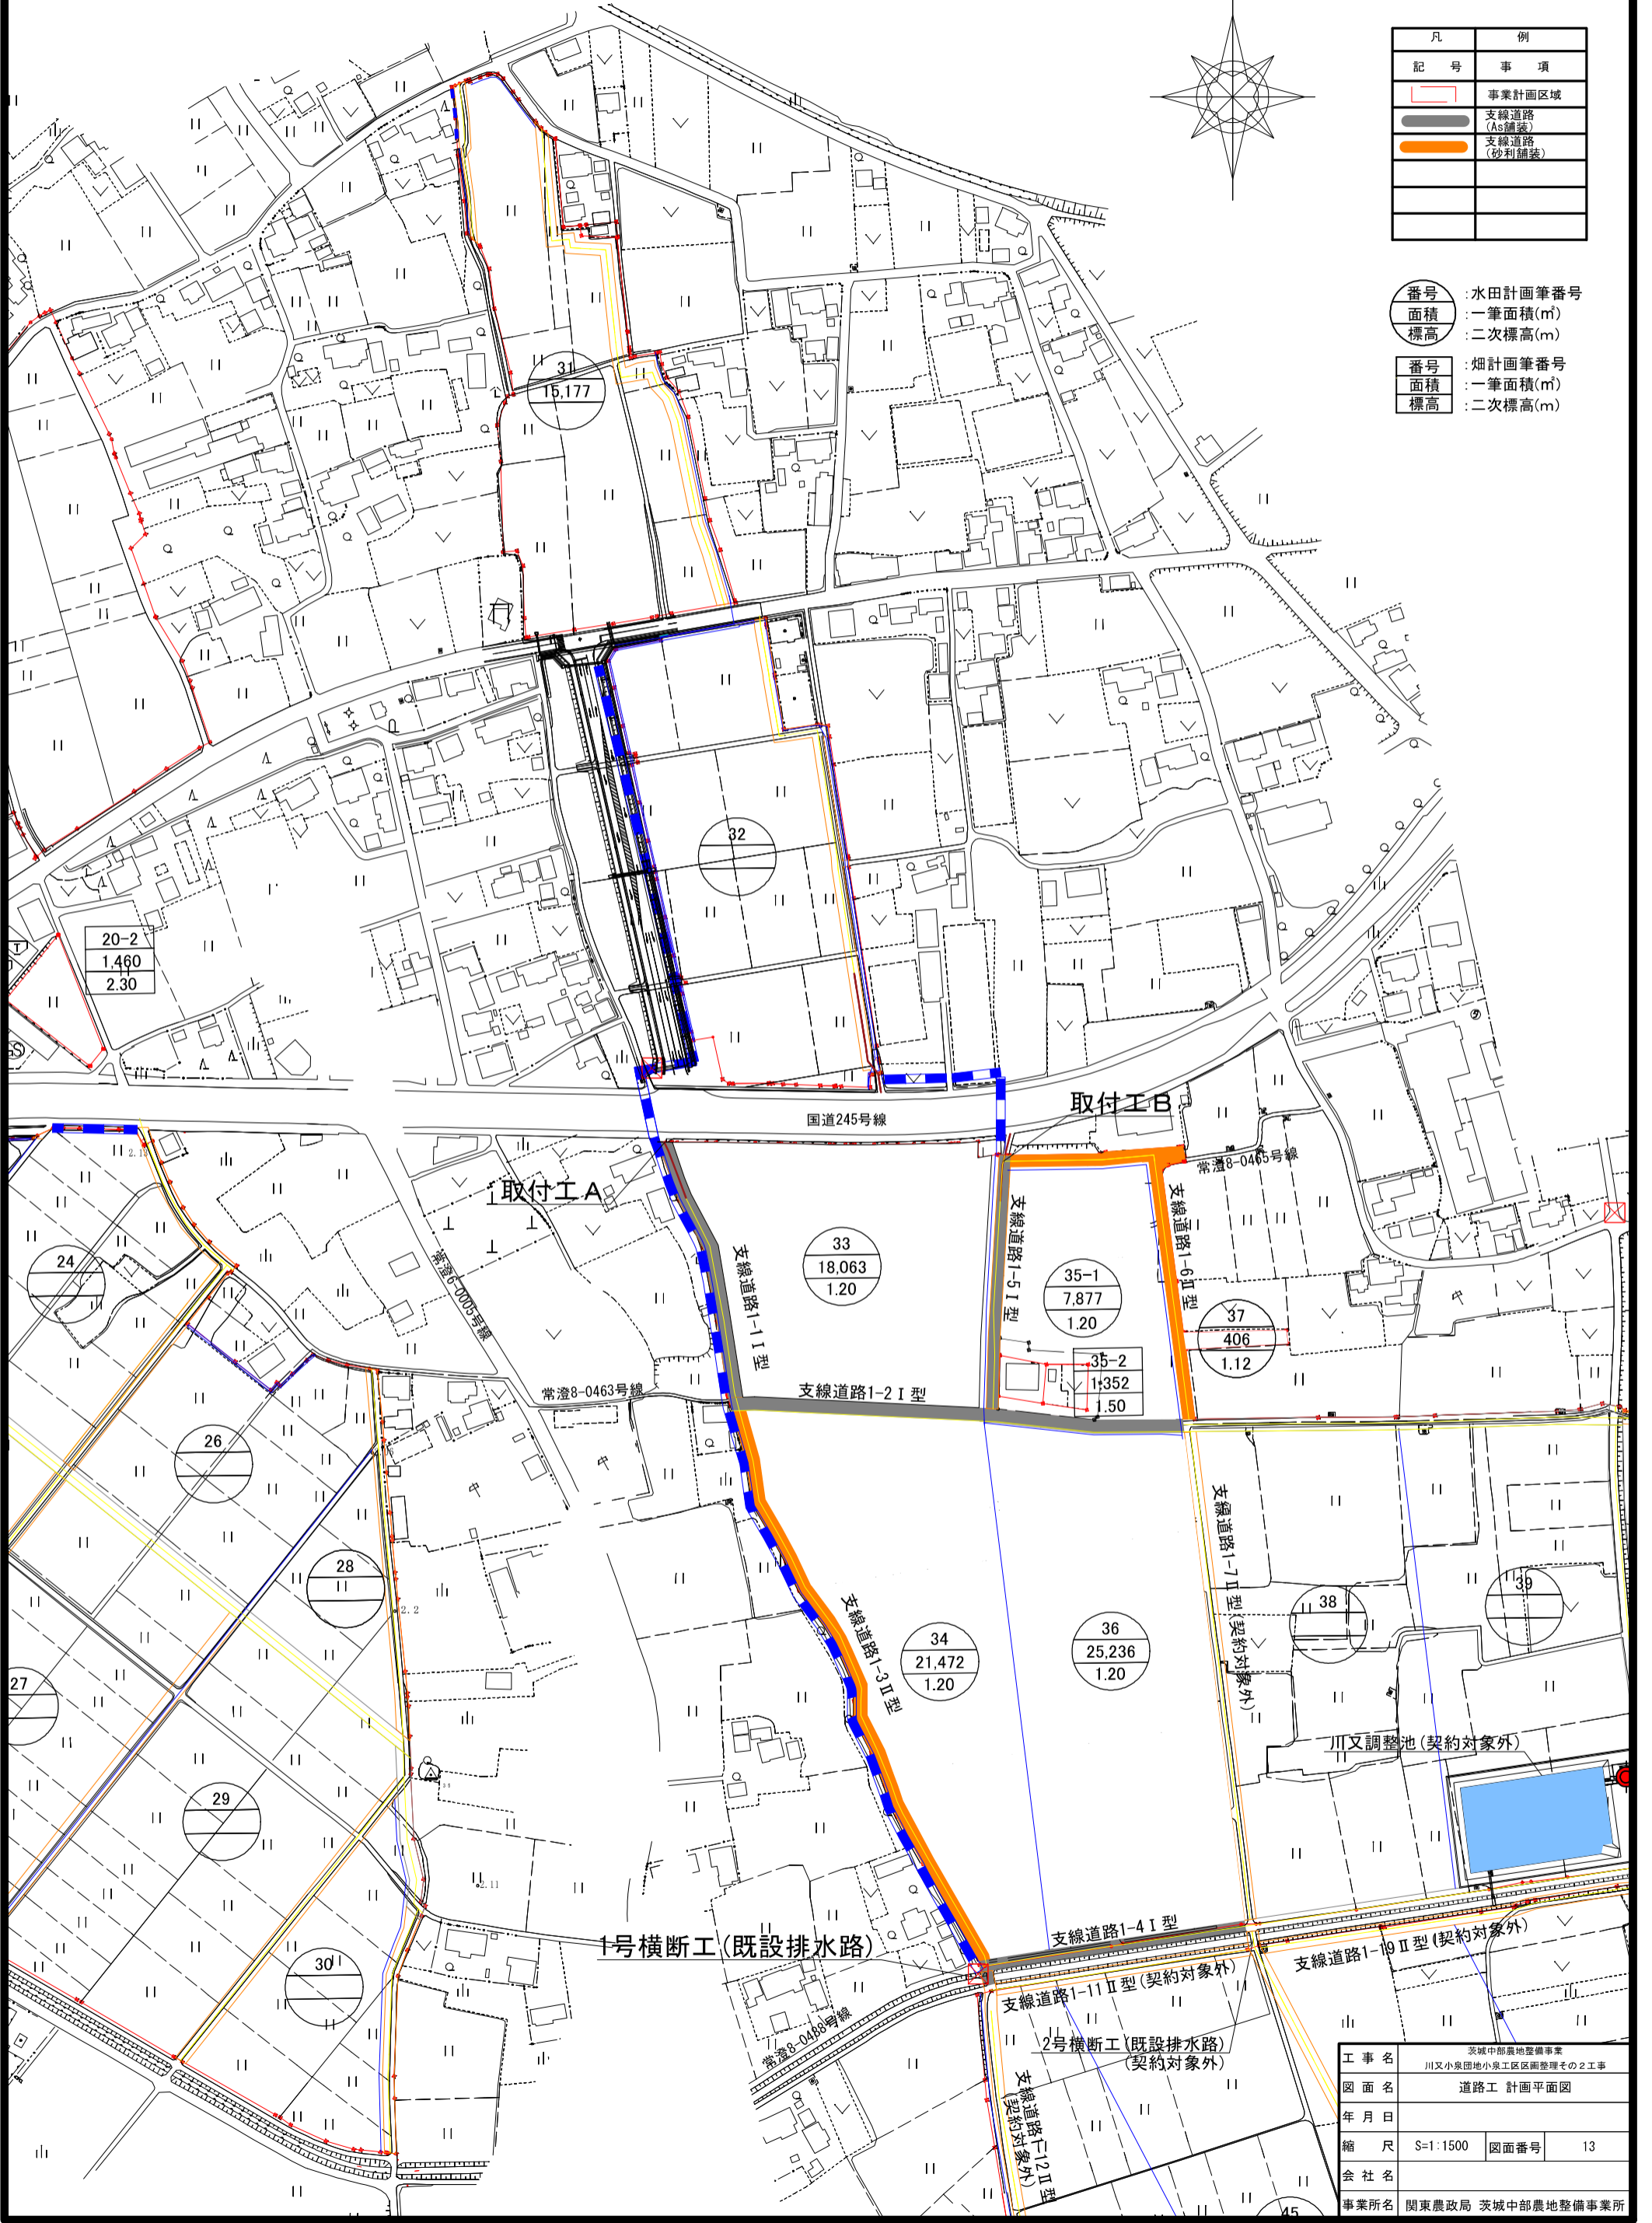 凡 例
記 号 事 項
事業計画区域
支線道路
(As舗装)
支線道路
(砂利舗装)
番号 :水田計画筆番号
面積 :一筆面積(㎡)
標高 :二次標高(m)
番号 :畑計画筆番号
面積 :一筆面積(㎡)
標高 :二次標高(m)
31
15,177
32
20-2
1,460
2.30
国道245号線
取付工B
常澄8-0465号線
取付工A
24
33
18,063
1.20
支線道路1-1Ⅰ型
支線道路1-5Ⅰ型
支線道路1-6Ⅱ型
35-1
7,877
1.20
37
406
1.12
35-2
1,352
1.50
常澄6-0005号線
常澄8-0463号線
支線道路1-2Ⅰ型
26
28
2.2
支線道路1-7Ⅱ型(契約対象外)
38
39
支線道路1-3Ⅱ型
34
21,472
1.20
36
25,236
1.20
27
29
川又調整池(契約対象外)
2.11
30
1号横断工(既設排水路)
支線道路1-4Ⅰ型
支線道路1-19Ⅱ型(契約対象外)
支線道路1-11Ⅱ型(契約対象外)
常澄8-0488号線
2号横断工(既設排水路)
(契約対象外)
支線道路1-12Ⅱ型
(契約対象外)
45
工事名 茨城中部農地整備事業
川又小泉団地小泉工区区画整理その2工事
図面名 道路工 計画平面図
年月日
縮 尺 S=1:1500 図面番号 13
会社名
事業所名 関東農政局 茨城中部農地整備事業所